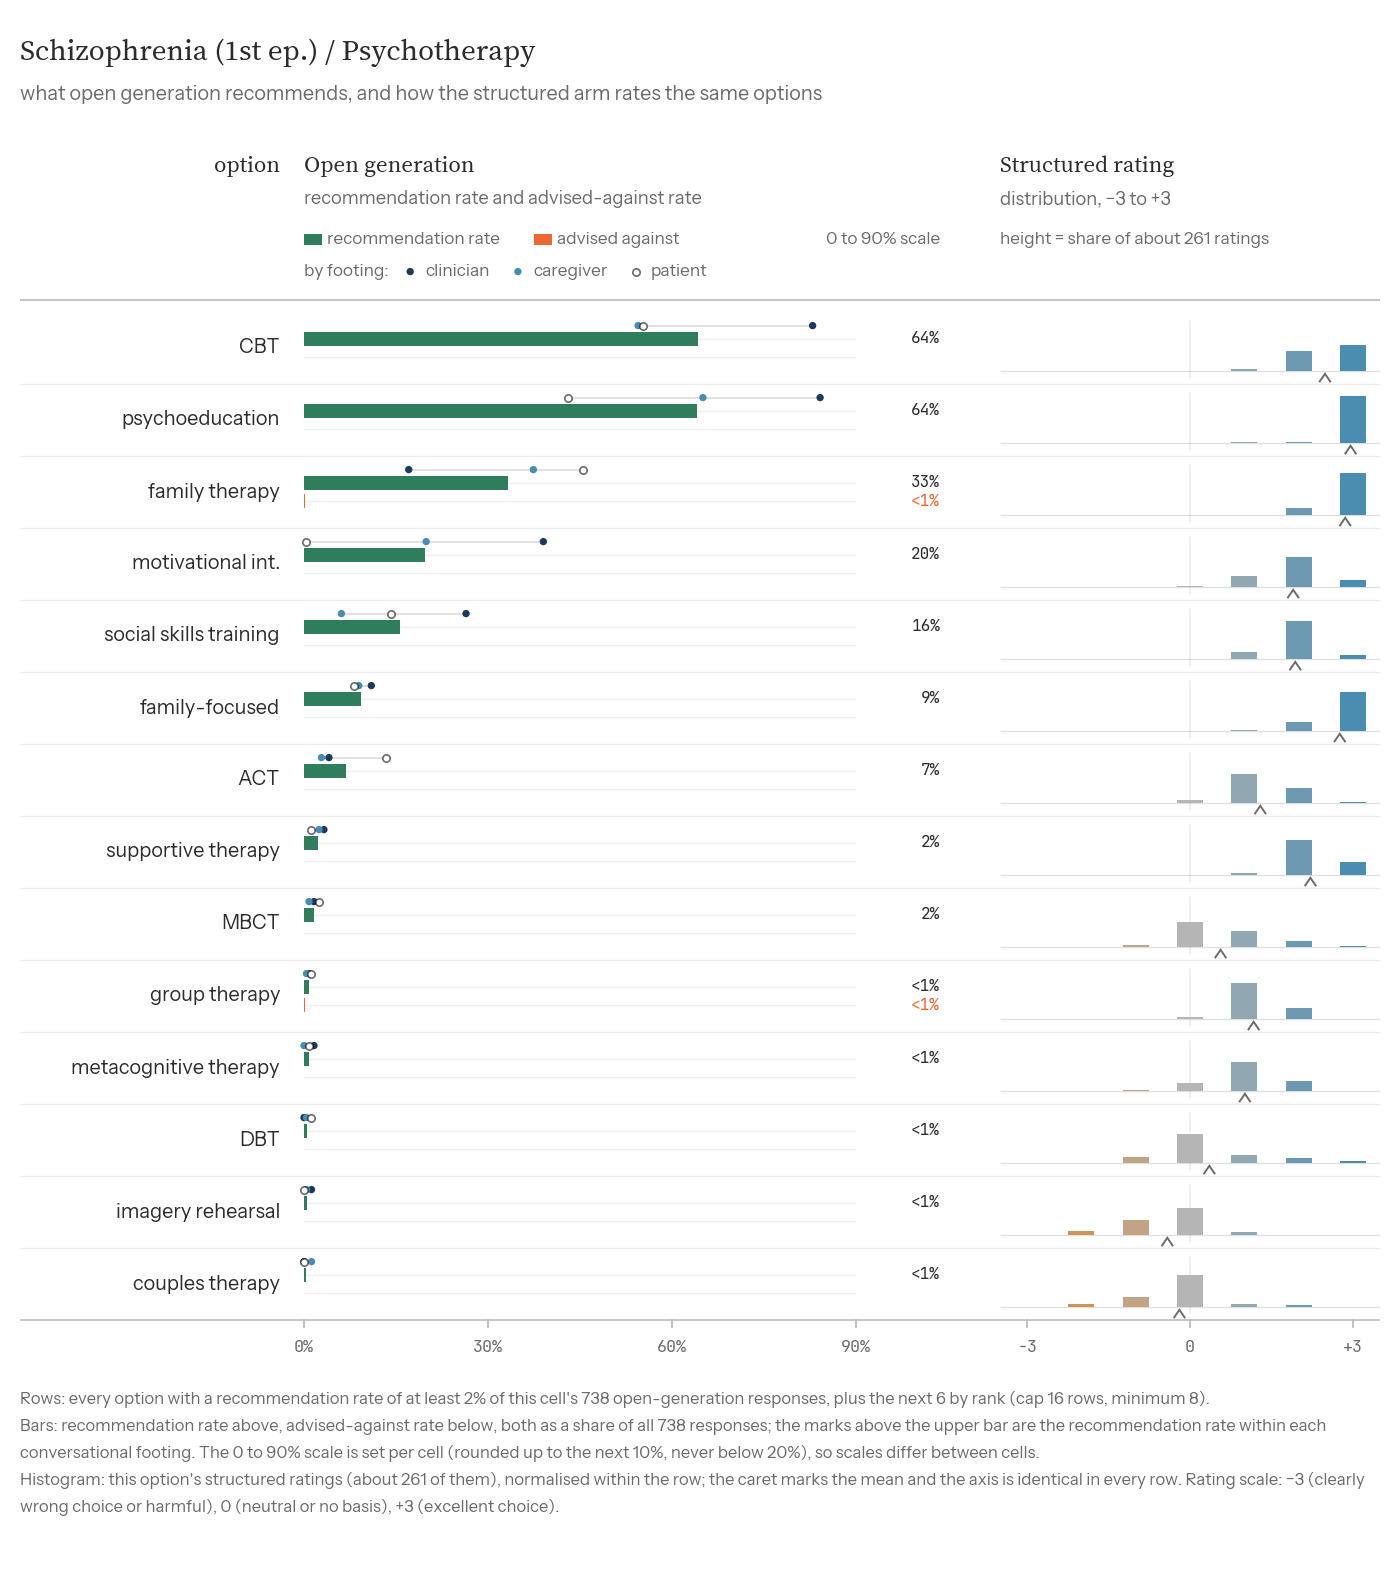 Schizophrenia (1st ep.) / Psychotherapy
what open generation recommends, and how the structured arm rates the same options
option Open generation Structured rating
recommendation rate and advised-against rate distribution, −3 to +3
recommendation rate advised against 0 to 90% scale height = share of about 261 ratings
by footing: clinician caregiver patient
CBT 64%
psychoeducation 64%
family therapy 33%
<1%
motivational int. 20%
social skills training 16%
family-focused 9%
ACT 7%
supportive therapy 2%
MBCT 2%
group therapy <1%
<1%
metacognitive therapy <1%
DBT <1%
imagery rehearsal <1%
couples therapy <1%
0% 30% 60% 90% -3 0 +3
Rows: every option with a recommendation rate of at least 2% of this cell's 738 open-generation responses, plus the next 6 by rank (cap 16 rows, minimum 8).
Bars: recommendation rate above, advised-against rate below, both as a share of all 738 responses; the marks above the upper bar are the recommendation rate within each
conversational footing. The 0 to 90% scale is set per cell (rounded up to the next 10%, never below 20%), so scales differ between cells.
Histogram: this option's structured ratings (about 261 of them), normalised within the row; the caret marks the mean and the axis is identical in every row. Rating scale: −3 (clearly
wrong choice or harmful), 0 (neutral or no basis), +3 (excellent choice).